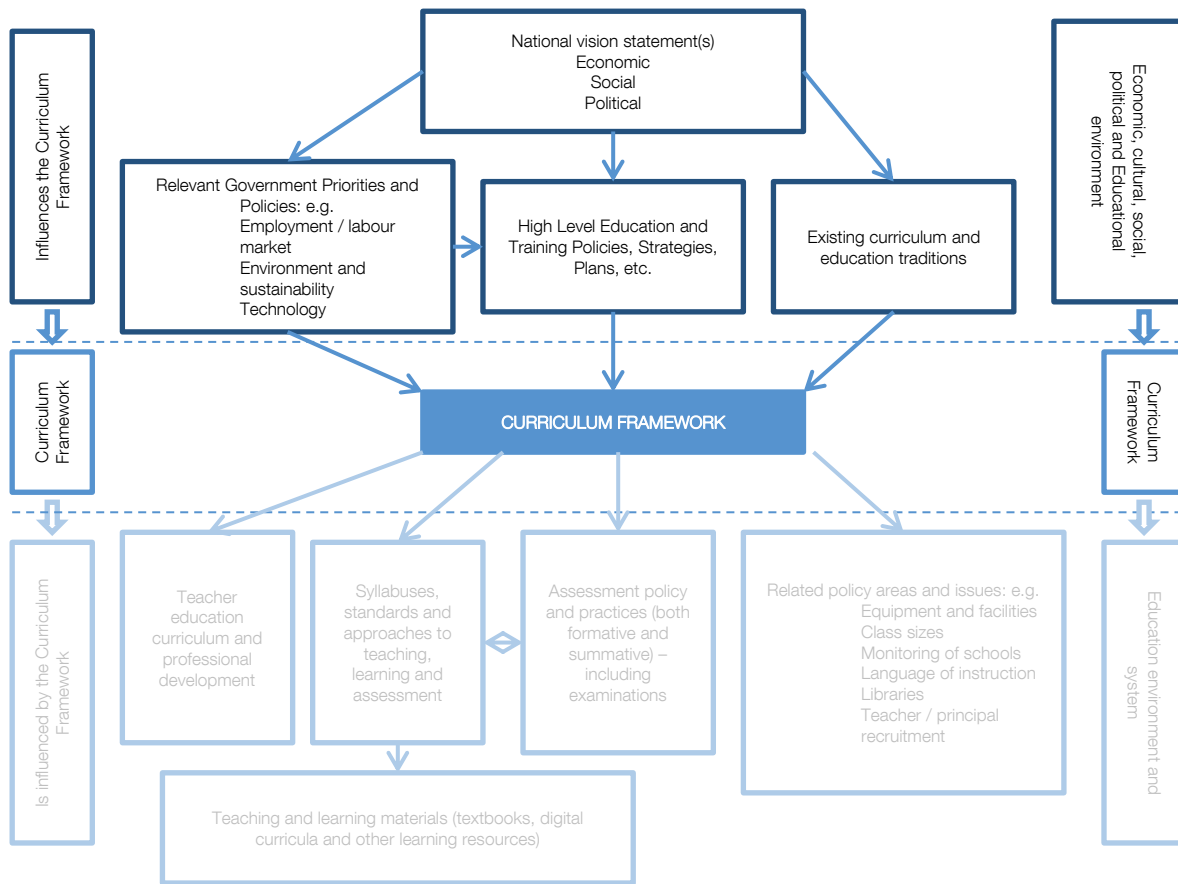 National vision statement(s)
Economic
Social
Political
Influences the Curriculum
Framework
Economic, cultural, social,
political and Educational
environment
Relevant Government Priorities and
Policies: e.g.
Employment / labour
market
Environment and
sustainability
Technology
High Level Education and
Training Policies, Strategies,
Plans, etc.
Existing curriculum and
education traditions
Curriculum
Framework
CURRICULUM FRAMEWORK
Curriculum
Framework
Is influenced by the Curriculum
Framework
Teacher
education
curriculum and
professional
development
Syllabuses,
standards and
approaches to
teaching,
learning and
assessment
Assessment policy
and practices (both
formative and
summative) –
including
examinations
Related policy areas and issues: e.g.
Equipment and facilities
Class sizes
Monitoring of schools
Language of instruction
Libraries
Teacher / principal
recruitment
Education environment and
system
Teaching and learning materials (textbooks, digital
curricula and other learning resources)